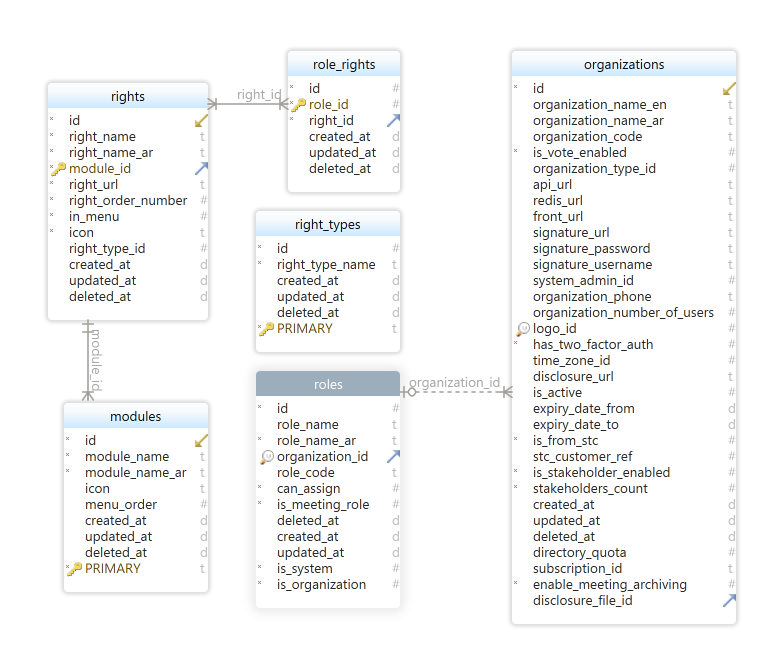 role_rights
id #
role_id #
right_id
created_at d
updated_at d
deleted_at d
right_id
rights
id
right_name t
right_name_ar t
module_id
right_url t
right_order_number #
in_menu #
icon t
right_type_id #
created_at d
updated_at d
deleted_at d
module_id
right_types
id #
right_type_name t
created_at d
updated_at d
deleted_at d
PRIMARY t
modules
id
module_name t
module_name_ar t
icon t
menu_order #
created_at d
updated_at d
deleted_at d
PRIMARY t
roles
id #
role_name t
role_name_ar t
organization_id
role_code t
can_assign #
is_meeting_role #
deleted_at d
created_at d
updated_at d
is_system #
is_organization #
organization_id
organizations
id
organization_name_en t
organization_name_ar t
organization_code t
is_vote_enabled #
organization_type_id #
api_url t
redis_url t
front_url t
signature_url t
signature_password t
signature_username t
system_admin_id #
organization_phone t
organization_number_of_users #
logo_id #
has_two_factor_auth #
time_zone_id #
disclosure_url t
is_active #
expiry_date_from d
expiry_date_to d
is_from_stc #
stc_customer_ref #
is_stakeholder_enabled #
stakeholders_count #
created_at d
updated_at d
deleted_at d
directory_quota #
subscription_id t
enable_meeting_archiving #
disclosure_file_id